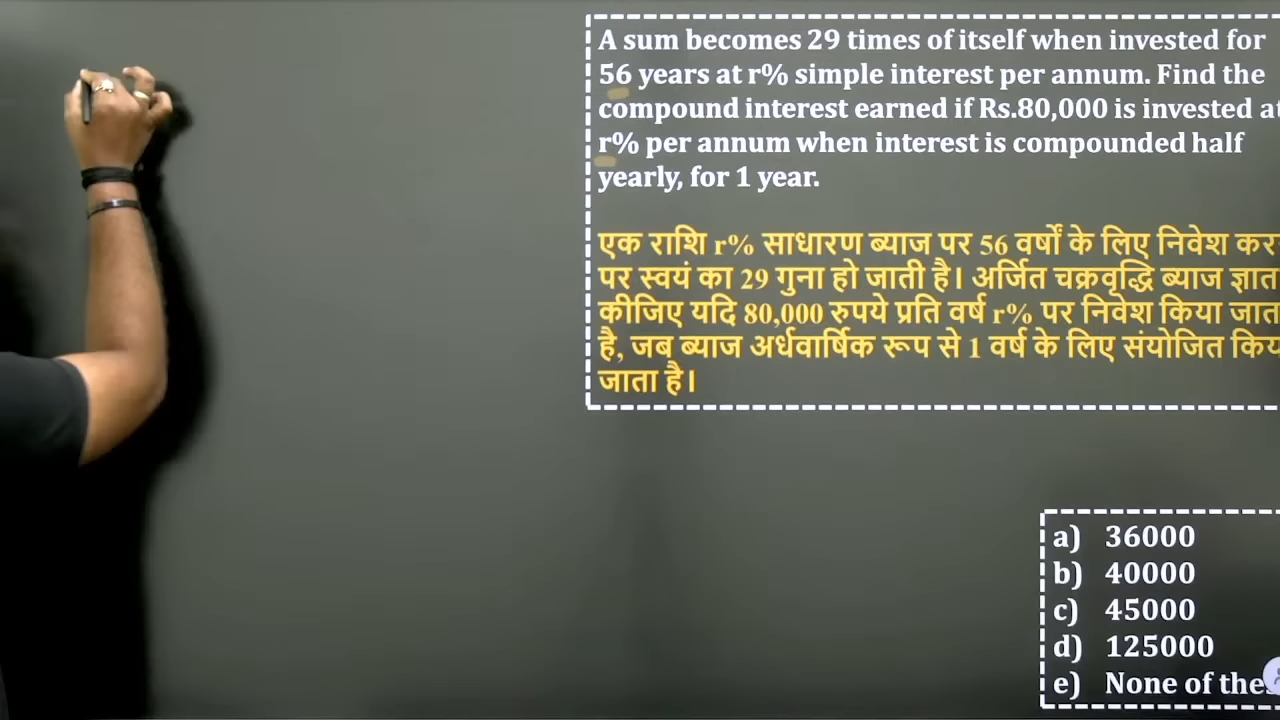 A sum becomes 29 times of itself when invested for
56 years at r% simple interest per annum. Find the
compound interest earned if Rs.80,000 is invested
r% per annum when interest is compounded half
yearly, for 1 year.
एक राशि r% साधारण ब्याज पर 56 वर्षों के लिए निवेश
पर स्वयं का 29 गुना हो जाती है। अर्जित चक्रवृद्धि ब्याज ज्ञात
कीजिए यदि 80,000 रुपये प्रति वर्ष r% पर निवेश किया
है, जब ब्याज अर्धवार्षिक रूप से 1 वर्ष के लिए संयोजित
जाता है।
a) 36000
b) 40000
c) 45000
d) 125000
e) None of